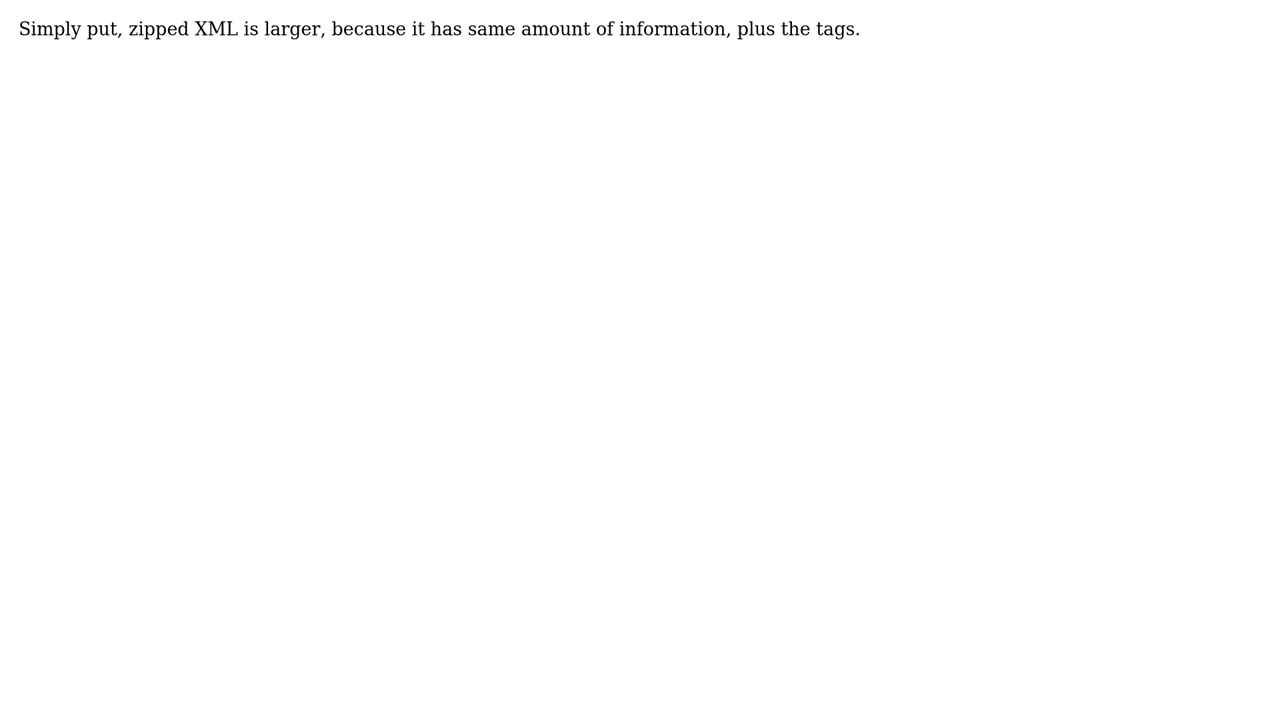 Simply put, zipped XML is larger, because it has same amount of information, plus the tags.